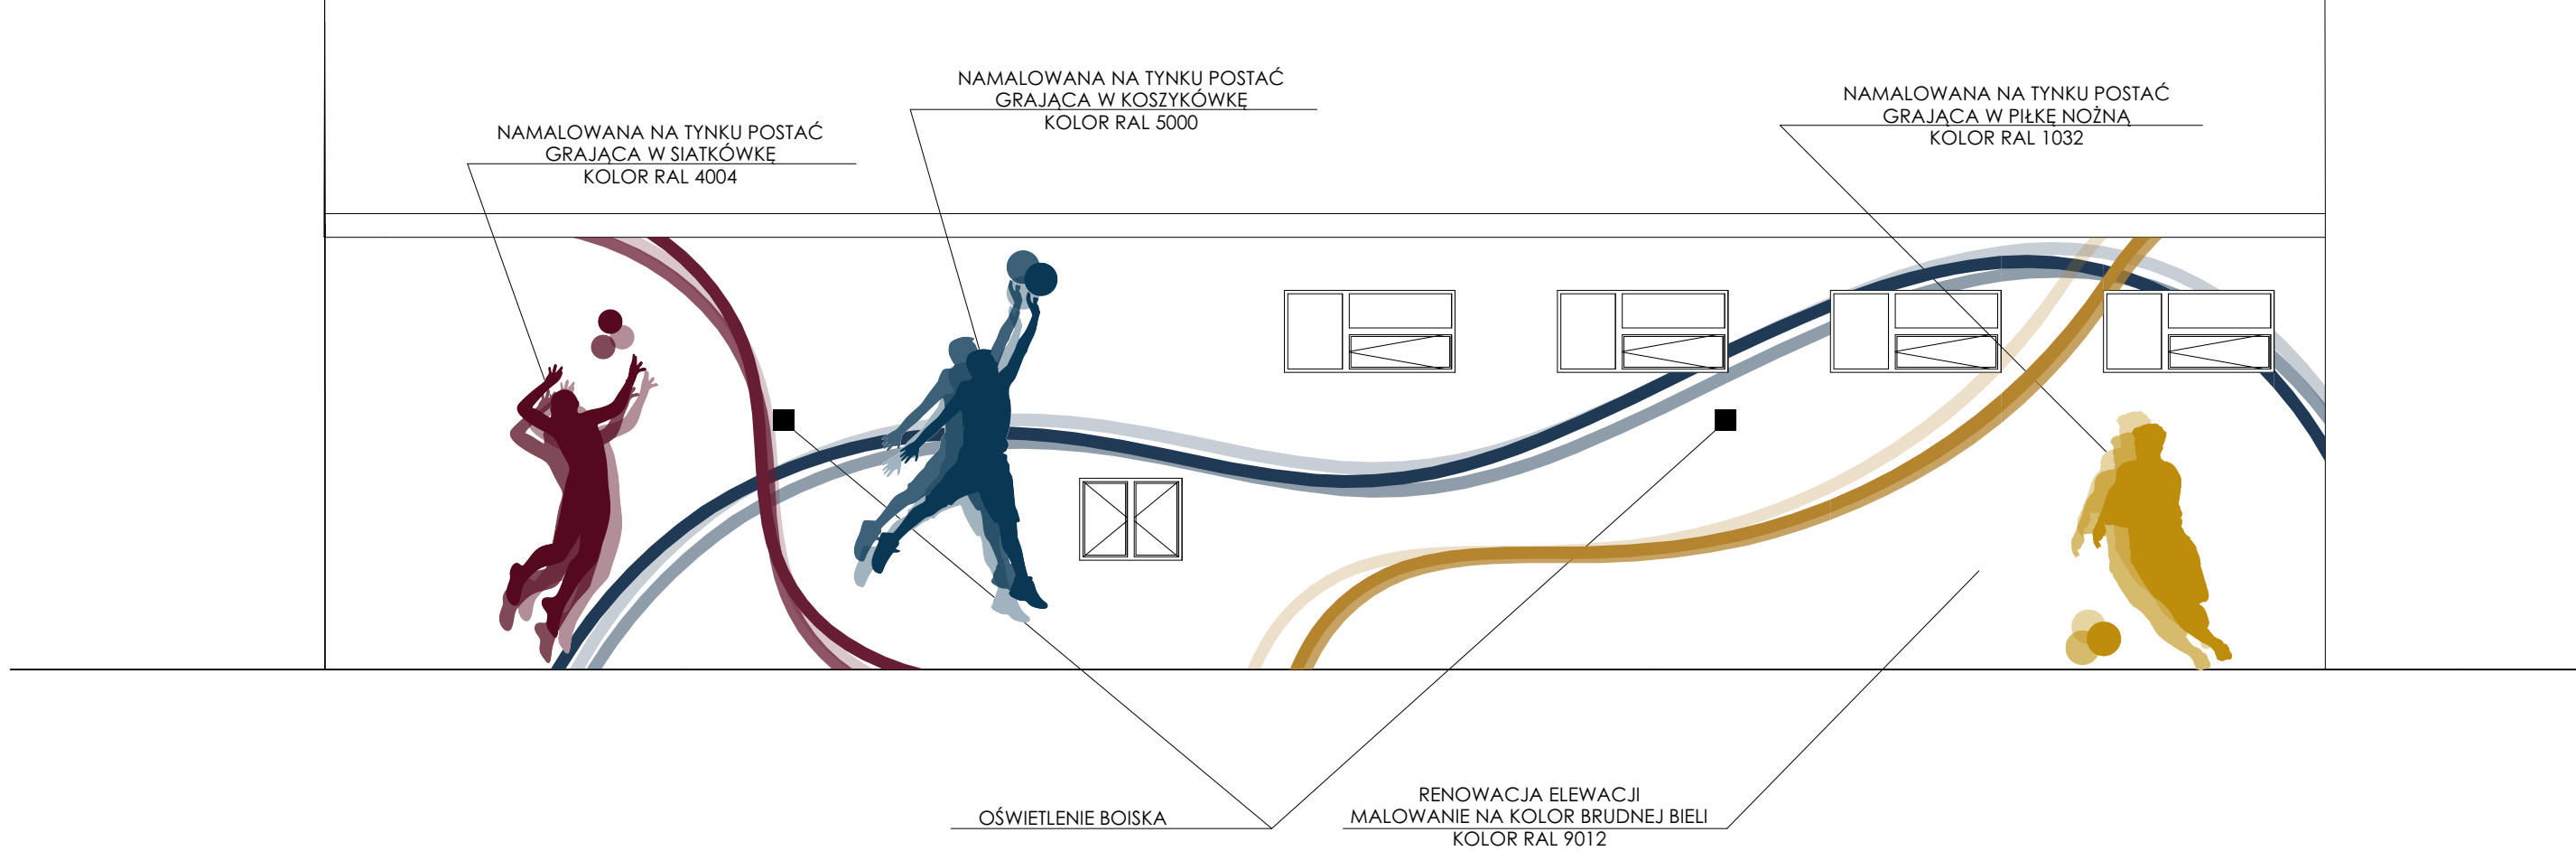 NAMALOWANA NA TYNKU POSTAĆ
GRAJĄCA W SIATKÓWKĘ
KOLOR RAL 4004
NAMALOWANA NA TYNKU POSTAĆ
GRAJĄCA W KOSZYKÓWKĘ
KOLOR RAL 5000
NAMALOWANA NA TYNKU POSTAĆ
GRAJĄCA W PIŁKĘ NOŻNĄ
KOLOR RAL 1032
OŚWIETLENIE BOISKA
RENOWACJA ELEWACJI
MALOWANIE NA KOLOR BRUDNEJ BIELI
KOLOR RAL 9012